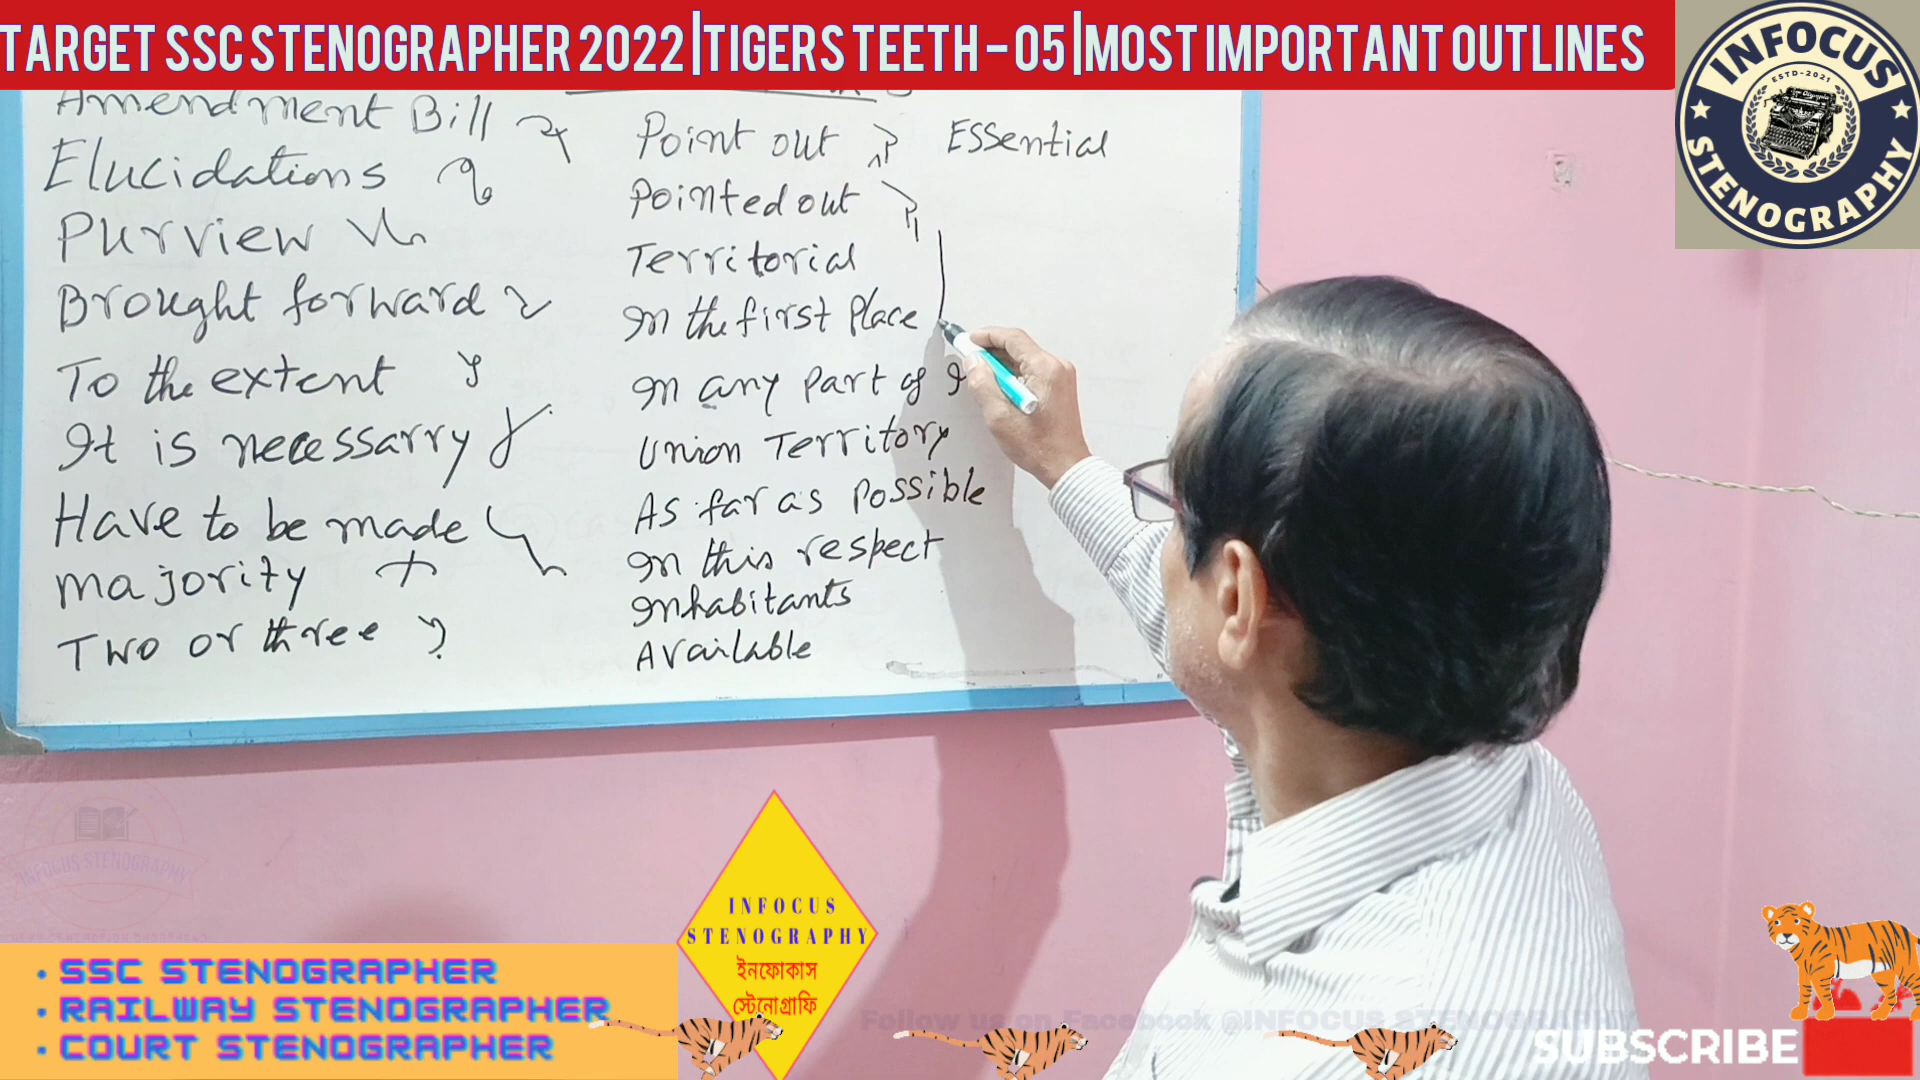 TARGET SSC STENOGRAPHER 2022 | TIGERS TEETH - 05 | MOST IMPORTANT OUTLINES
INFOCUS
ESTD-2021
STENOGRAPHY
Amendment Bill
Elucidations
Purview
Brought forward
To the extent
It is necessarry
Have to be made
majority
Two or three
Point out
Pointed out
Territorial
In the first place
In any part of
Union Territory
As far as possible
In this respect
Inhabitants
Available
Essential
INFOCUS STENOGRAPHY
INFOCUS
STENOGRAPHY
ইনফোকাস
স্টেনোগ্রাফি
• SSC STENOGRAPHER
• RAILWAY STENOGRAPHER
• COURT STENOGRAPHER
Follow us on Facebook @INFOCUS STENOGRAPHY
SUBSCRIBE